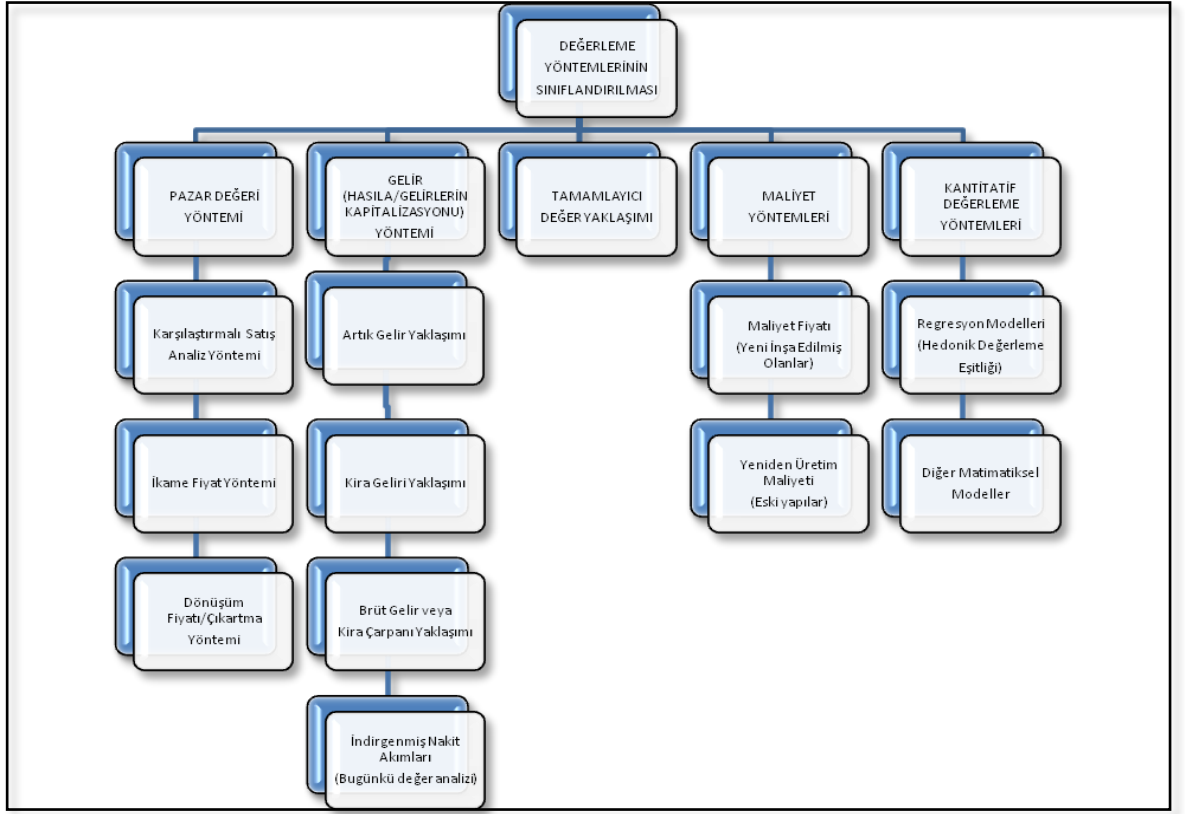 DEĞERLEME
YÖNTEMLERİNİN
SINIFLANDIRILMASI
PAZAR DEĞERİ
YÖNTEMİ
GELİR
(HASILA/GELİRLERİN
KAPİTALİZASYONU)
YÖNTEMİ
TAMAMLAYICI
DEĞER YAKLAŞIMI
MALİYET
YÖNTEMLERİ
KANTİTATİF
DEĞERLEME
YÖNTEMLERİ
Karşılaştırmalı Satış
Analiz Yöntemi
Artık Gelir Yaklaşımı
Maliyet Fiyatı
(Yeni İnşa Edilmiş
Olanlar)
Regresyon Modelleri
(Hedonik Değerleme
Eşitliği)
İkame Fiyat Yöntemi
Kira Geliri Yaklaşımı
Yeniden Üretim
Maliyeti
(Eski yapılar)
Diğer Matimatiksel
Modeller
Dönüşüm
Fiyatı/Çıkartma
Yöntemi
Brüt Gelir veya
Kira Çarpanı Yaklaşımı
İndirgenmiş Nakit
Akımları
(Bugünkü değer analizi)